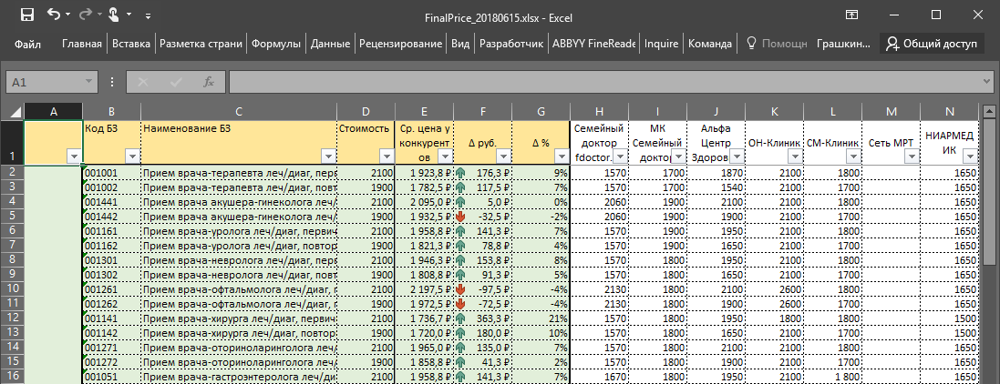 FinalPrice_20180615.xlsx - Excel
Файл Главная Вставка Разметка страни Формулы Данные Рецензирование Вид Разработчик ABBYY FineReade Inquire Команда Помощн Грашкин... Общий доступ
A1 fx
A B C D E F G H I J K L M N
1 Код БЗ Наименование БЗ Стоимость Ср. цена у конкурентов Δ руб. Δ % Семейный доктор fdoctor. МК Семейный доктор Альфа Центр Здоров ОН-Клиник СМ-Клиник Сеть МРТ НИАРМЕДИК
2 001001 Прием врача-терапевта леч/диаг, перв 2100 1 923,8 ₽ 176,3 ₽ 9% 1570 1700 1870 2100 1800 1650
3 001002 Прием врача-терапевта леч/диаг, повт 1900 1 782,5 ₽ 117,5 ₽ 7% 1570 1700 1540 2100 1700 1650
4 001441 Прием врача акушера-гинеколога леч/ 2100 2 095,0 ₽ 5,0 ₽ 0% 2060 1900 2100 2100 1800 1650
5 001442 Прием врача акушера-гинеколога леч/ 1900 1 932,5 ₽ -32,5 ₽ -2% 2060 1900 1900 2100 1700 1650
6 001161 Прием врача-уролога леч/диаг, первич 2100 1 958,8 ₽ 141,3 ₽ 7% 1570 1900 1950 2100 1800 1650
7 001162 Прием врача-уролога леч/диаг, повтор 1900 1 821,3 ₽ 78,8 ₽ 4% 1570 1900 1650 2100 1700 1650
8 001301 Прием врача-невролога леч/диаг, перв 2100 1 946,3 ₽ 153,8 ₽ 8% 1570 1800 1950 2100 1800 1650
9 001302 Прием врача-невролога леч/диаг, повт 1900 1 808,8 ₽ 91,3 ₽ 5% 1570 1800 1650 2100 1700 1650
10 001261 Прием врача-офтальмолога леч/диаг, 2100 2 197,5 ₽ -97,5 ₽ -4% 2130 1800 2100 2600 1800 1650
11 001262 Прием врача-офтальмолога леч/диаг, 1900 1 972,5 ₽ -72,5 ₽ -4% 2130 1800 1900 2600 1700 1650
12 001141 Прием врача-хирурга леч/диаг, первич 2100 1 736,7 ₽ 363,3 ₽ 21% 1570 1800 1950 1800 1800 1500
13 001142 Прием врача-хирурга леч/диаг, повтор 1900 1 720,0 ₽ 180,0 ₽ 10% 1570 1800 1650 2100 1700 1500
14 001271 Прием врача-оториноларинголога леч/ 2100 1 965,0 ₽ 135,0 ₽ 7% 1570 1800 2100 2100 1800 1650
15 001272 Прием врача-оториноларинголога леч/ 1900 1 858,8 ₽ 41,3 ₽ 2% 1570 1800 1900 2100 1700 1650
16 001051 Прием врача-гастроэнтеролога леч/ди 2100 1 958,8 ₽ 141,3 ₽ 7% 1670 1800 1950 2100 1 800 1650